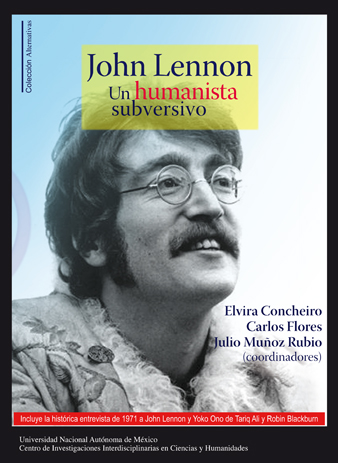 Colección Alternativas
John Lennon
Un humanista
subversivo
Elvira Concheiro
Carlos Flores
Julio Muñoz Rubio
(coordinadores)
Incluye la histórica entrevista de 1971 a John Lennon y Yoko Ono de Tariq Ali y Robin Blackburn
Universidad Nacional Autónoma de México
Centro de Investigaciones Interdisciplinarias en Ciencias y Humanidades